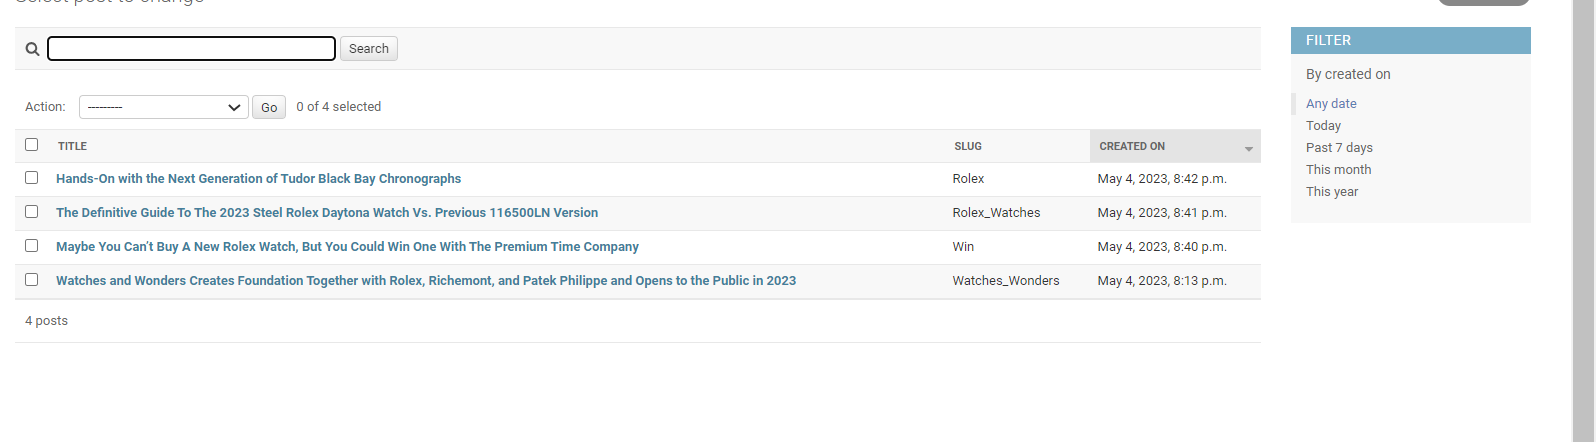 Select post to change
Search
FILTER
By created on
Action: --------- Go 0 of 4 selected
Any date
Today
TITLE SLUG CREATED ON
Past 7 days
This month
Hands-On with the Next Generation of Tudor Black Bay Chronographs Rolex May 4, 2023, 8:42 p.m.
This year
The Definitive Guide To The 2023 Steel Rolex Daytona Watch Vs. Previous 116500LN Version Rolex_Watches May 4, 2023, 8:41 p.m.
Maybe You Can’t Buy A New Rolex Watch, But You Could Win One With The Premium Time Company Win May 4, 2023, 8:40 p.m.
Watches and Wonders Creates Foundation Together with Rolex, Richemont, and Patek Philippe and Opens to the Public in 2023 Watches_Wonders May 4, 2023, 8:13 p.m.
4 posts